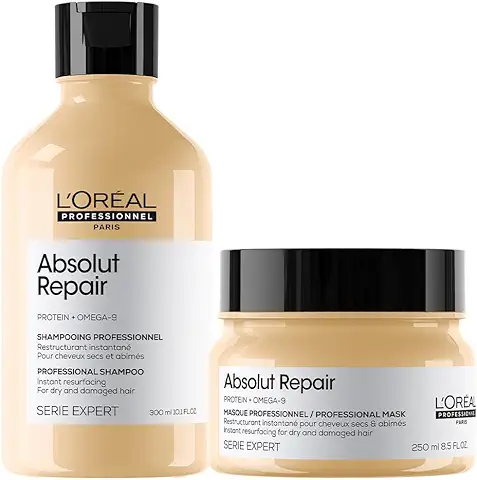 L'ORÉAL
PROFESSIONNEL
PARIS
Absolut
Repair
PROTEIN + OMEGA-9
SHAMPOOING PROFESSIONNEL
Restructurant instantané
Pour cheveux secs et abîmés
PROFESSIONAL SHAMPOO
Instant resurfacing
For dry and damaged hair
SERIE EXPERT
300 ml 10.1 FL.OZ.
Absolut Repair
PROTEIN + OMEGA-9
MASQUE PROFESSIONNEL / PROFESSIONAL MASK
Restructurant instantané pour cheveux secs & abîmés
Instant resurfacing for dry and damaged hair
SERIE EXPERT
L'ORÉAL
PROFESSIONNEL
PARIS
250 ml 8.5 FL.OZ.